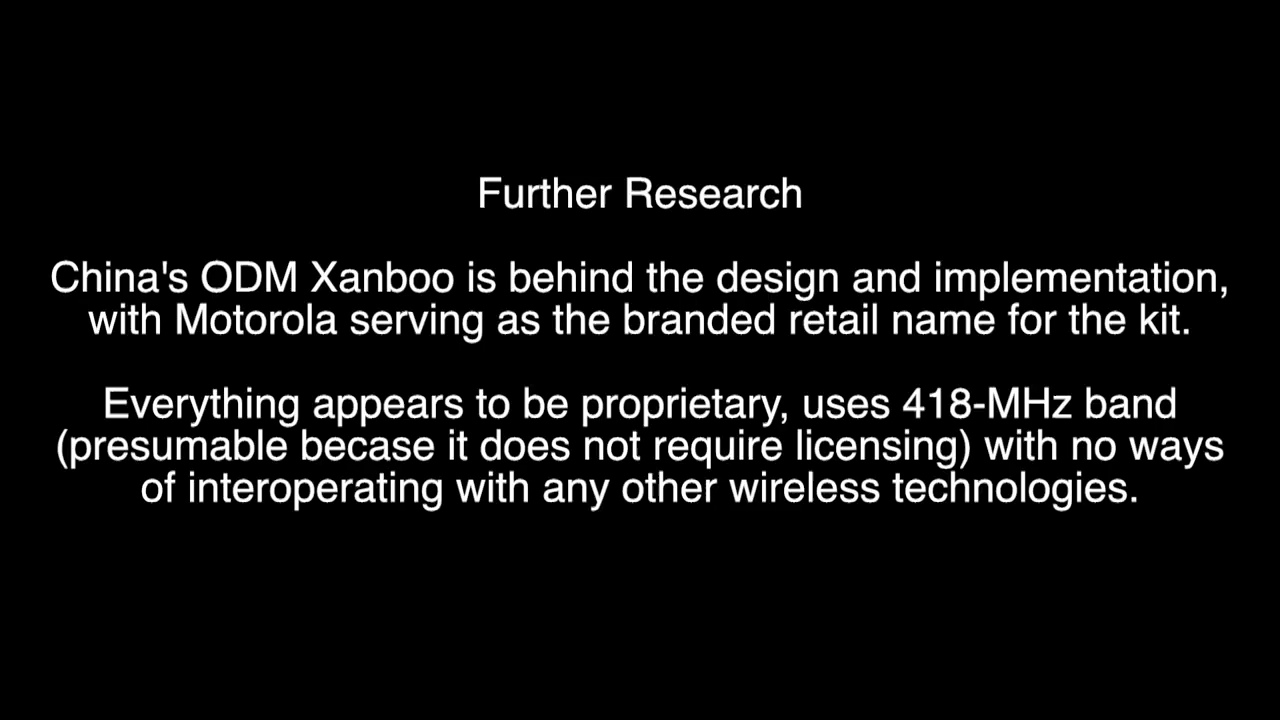 Further Research
China's ODM Xanboo is behind the design and implementation,
with Motorola serving as the branded retail name for the kit.
Everything appears to be proprietary, uses 418-MHz band
(presumable becase it does not require licensing) with no ways
of interoperating with any other wireless technologies.